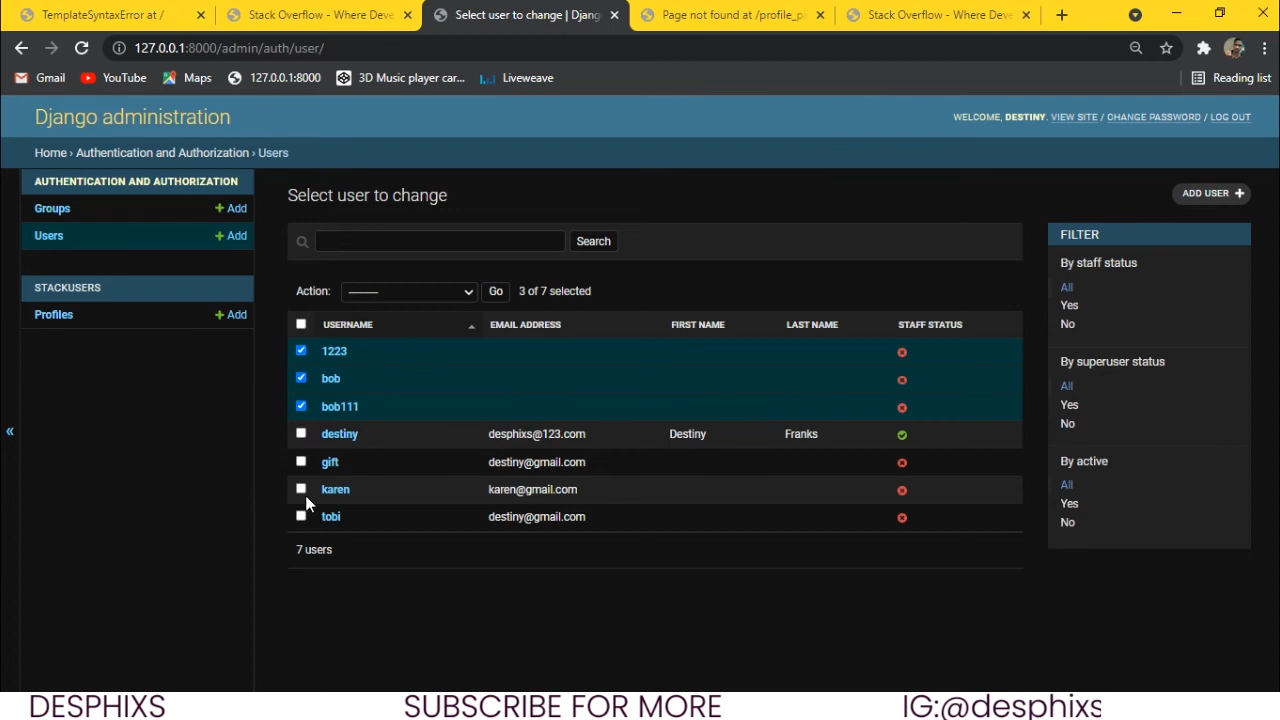 TemplateSyntaxError at /
Stack Overflow - Where Deve
Select user to change | Djang
Page not found at /profile_p
Stack Overflow - Where Deve
127.0.0.1:8000/admin/auth/user/
Gmail
YouTube
Maps
127.0.0.1:8000
3D Music player car...
Liveweave
Reading list
Django administration
WELCOME, DESTINY. VIEW SITE / CHANGE PASSWORD / LOG OUT
Home › Authentication and Authorization › Users
AUTHENTICATION AND AUTHORIZATION
Groups + Add
Users + Add
STACKUSERS
Profiles + Add
«
Select user to change
ADD USER +
Search
Action: --------- Go 3 of 7 selected
USERNAME EMAIL ADDRESS FIRST NAME LAST NAME STAFF STATUS
1223
bob
bob111
destiny desphixs@123.com Destiny Franks
gift destiny@gmail.com
karen karen@gmail.com
tobi destiny@gmail.com
7 users
FILTER
By staff status
All
Yes
No
By superuser status
All
Yes
No
By active
All
Yes
No
DESPHIXS SUBSCRIBE FOR MORE IG:@desphixs